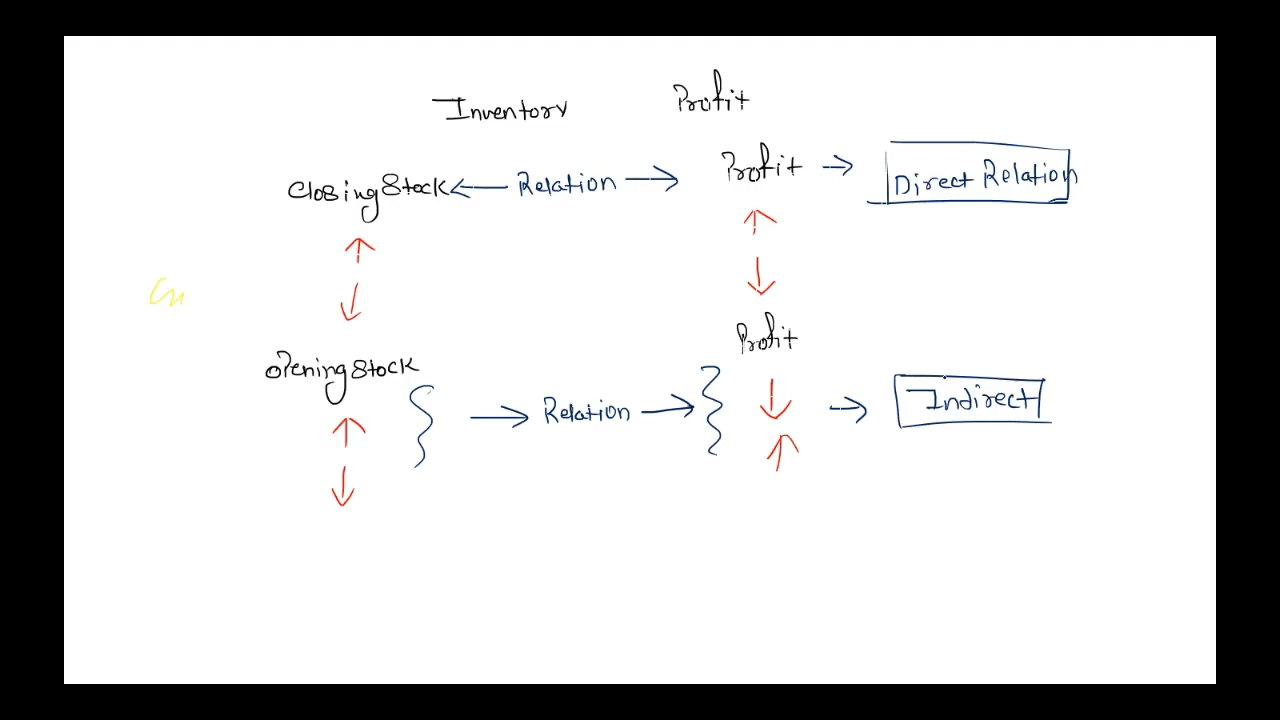 Inventory Profit
Closing Stock ← Relation → Profit → Direct Relation
↑ ↑
↓ ↓
Opening Stock Profit
→ Relation → → Indirect
↑ ↓
↓ ↑